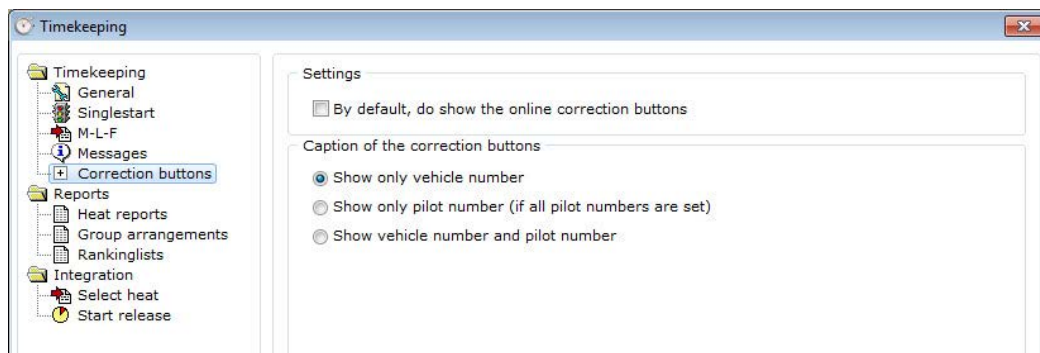 Timekeeping
Timekeeping
General
Singlestart
M-L-F
Messages
Correction buttons
Reports
Heat reports
Group arrangements
Rankinglists
Integration
Select heat
Start release
Settings
By default, do show the online correction buttons
Caption of the correction buttons
Show only vehicle number
Show only pilot number (if all pilot numbers are set)
Show vehicle number and pilot number